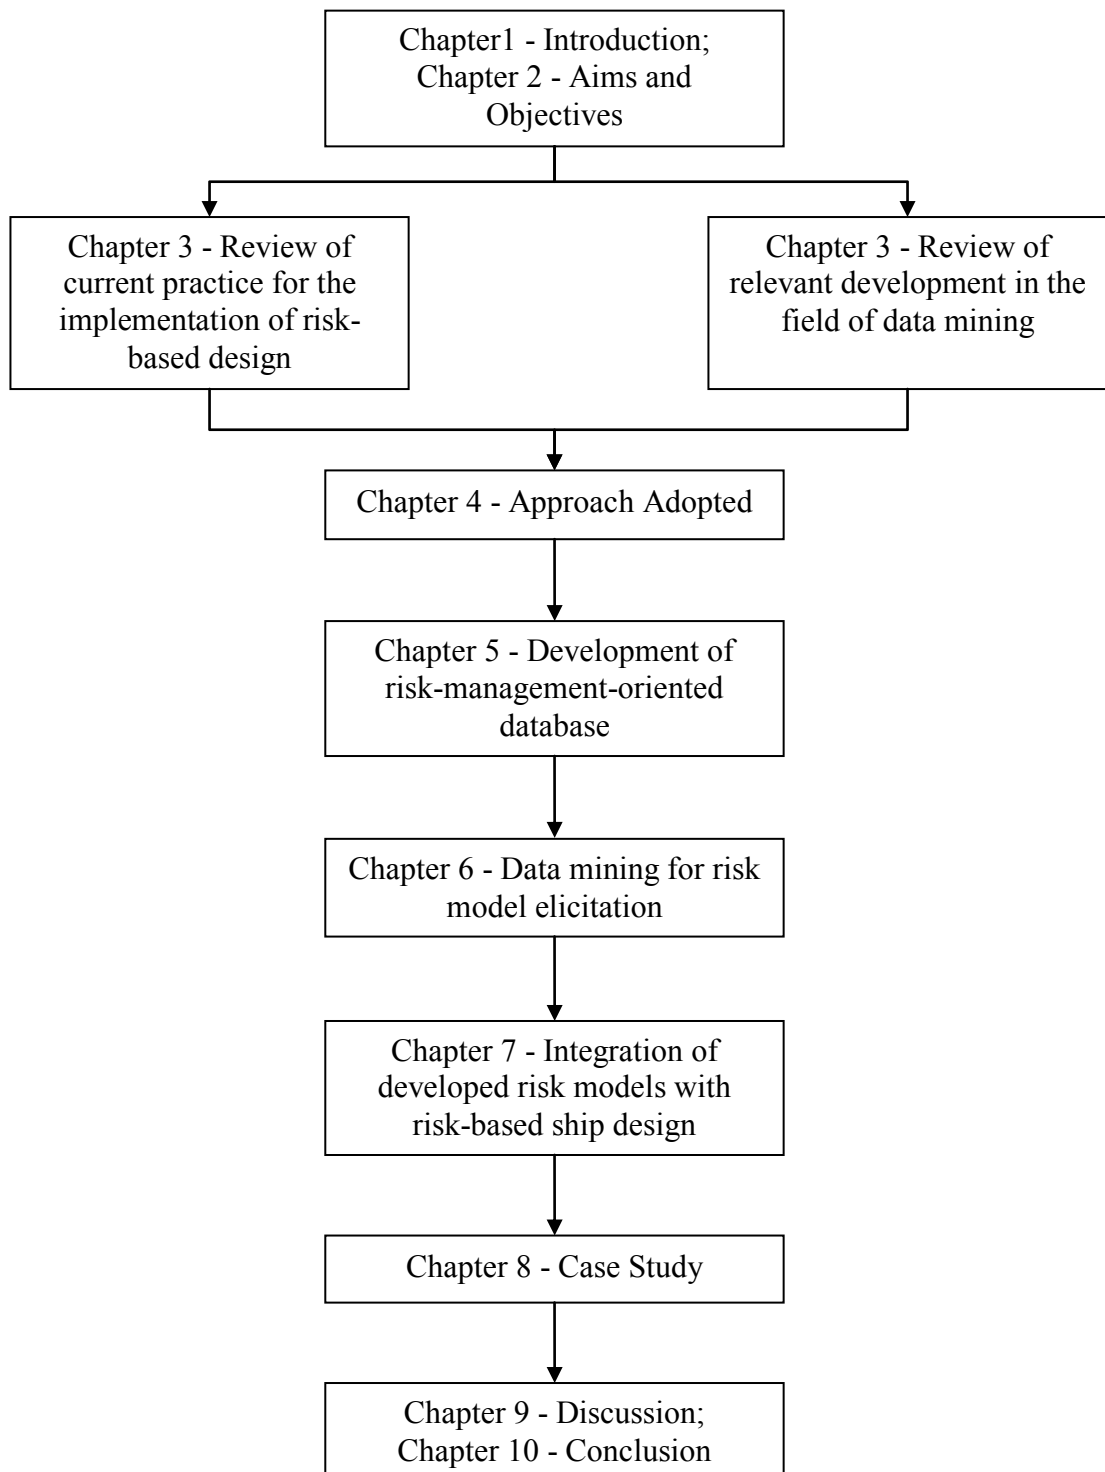 Chapter1 - Introduction;
Chapter 2 - Aims and
Objectives
Chapter 3 - Review of
current practice for the
implementation of risk-
based design
Chapter 3 - Review of
relevant development in the
field of data mining
Chapter 4 - Approach Adopted
Chapter 5 - Development of
risk-management-oriented
database
Chapter 6 - Data mining for risk
model elicitation
Chapter 7 - Integration of
developed risk models with
risk-based ship design
Chapter 8 - Case Study
Chapter 9 - Discussion;
Chapter 10 - Conclusion